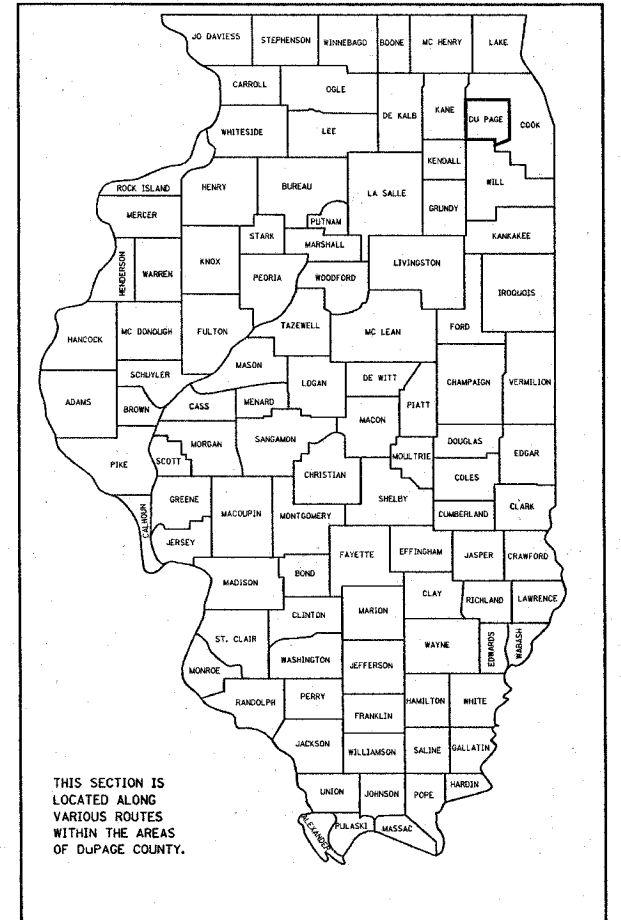 JO DAVIESS
STEPHENSON
WINNEBAGO
BOONE
MC HENRY
LAKE
CARROLL
OGLE
DE KALB
KANE
DU PAGE
COOK
WHITESIDE
LEE
KENDALL
WILL
ROCK ISLAND
HENRY
BUREAU
LA SALLE
GRUNDY
MERCER
PUTNAM
KANKAKEE
STARK
MARSHALL
HENDERSON
WARREN
KNOX
PEORIA
WOODFORD
LIVINGSTON
IROQUOIS
HANCOCK
MC DONOUGH
FULTON
TAZEWELL
MC LEAN
FORD
SCHUYLER
MASON
LOGAN
DE WITT
CHAMPAIGN
VERMILION
ADAMS
BROWN
CASS
MENARD
PIATT
MACON
PIKE
SCOTT
MORGAN
SANGAMON
MOULTRIE
DOUGLAS
EDGAR
CHRISTIAN
COLES
CALHOUN
GREENE
MACOUPIN
MONTGOMERY
SHELBY
CUMBERLAND
CLARK
JERSEY
FAYETTE
EFFINGHAM
JASPER
CRAWFORD
MADISON
BOND
CLAY
RICHLAND
LAWRENCE
CLINTON
MARION
ST. CLAIR
WAYNE
EDWARDS
WABASH
MONROE
WASHINGTON
JEFFERSON
RANDOLPH
PERRY
HAMILTON
WHITE
FRANKLIN
JACKSON
WILLIAMSON
SALINE
GALLATIN
UNION
JOHNSON
POPE
HARDIN
ALEXANDER
PULASKI
MASSAC
THIS SECTION IS
LOCATED ALONG
VARIOUS ROUTES
WITHIN THE AREAS
OF DuPAGE COUNTY.